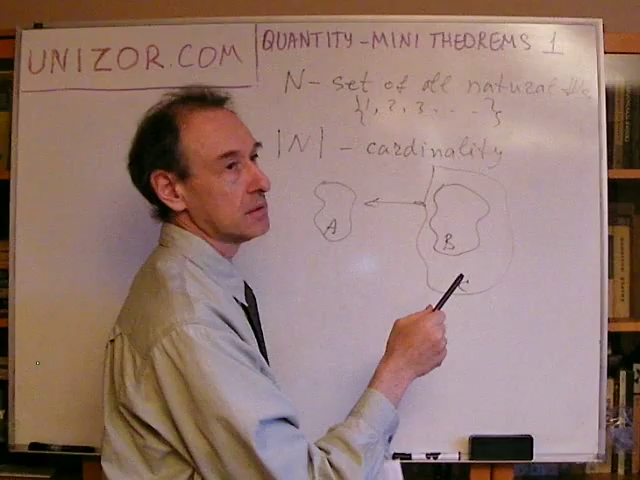 UNIZOR.COM
QUANTITY-MINI THEOREMS 1
N - set of all natural #s
{1, 2, 3, ... }
|N| - cardinality
A
B
C